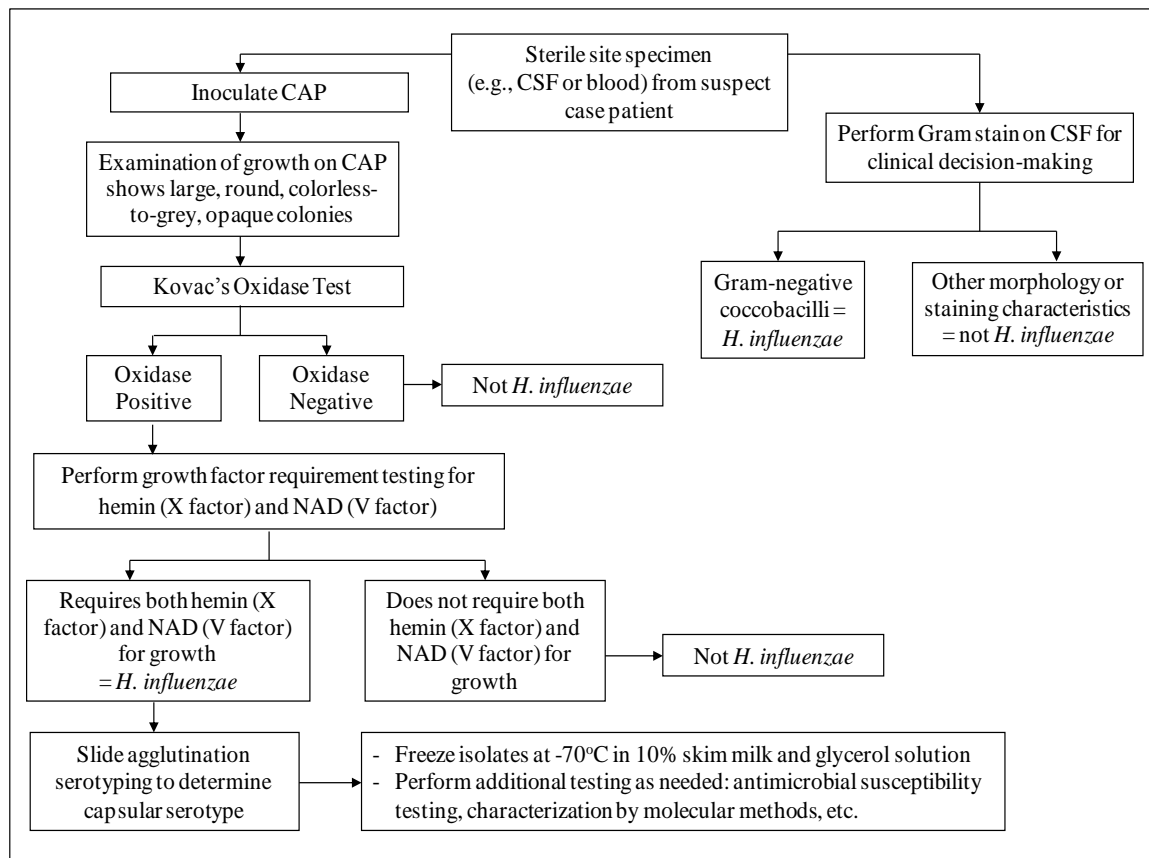 Sterile site specimen
(e.g., CSF or blood) from suspect
case patient
Inoculate CAP
Perform Gram stain on CSF for
clinical decision-making
Examination of growth on CAP
shows large, round, colorless-
to-grey, opaque colonies
Kovac's Oxidase Test
Gram-negative
coccobacilli =
H. influenzae
Other morphology or
staining characteristics
= not H. influenzae
Oxidase
Positive
Oxidase
Negative
Not H. influenzae
Perform growth factor requirement testing for
hemin (X factor) and NAD (V factor)
Requires both hemin (X
factor) and NAD (V factor)
for growth
= H. influenzae
Does not require both
hemin (X factor) and
NAD (V factor) for
growth
Not H. influenzae
Slide agglutination
serotyping to determine
capsular serotype
- Freeze isolates at -70°C in 10% skim milk and glycerol solution
- Perform additional testing as needed: antimicrobial susceptibility
testing, characterization by molecular methods, etc.